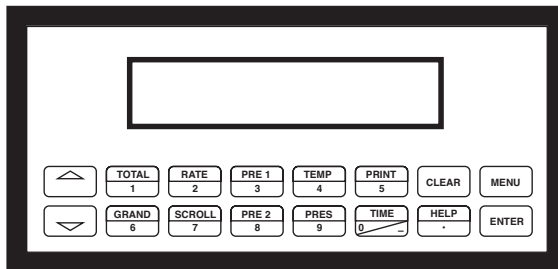 TOTAL RATE PRE 1 TEMP PRINT CLEAR MENU
1 2 3 4 5
GRAND SCROLL PRE 2 PRES TIME HELP ENTER
6 7 8 9 0 – .